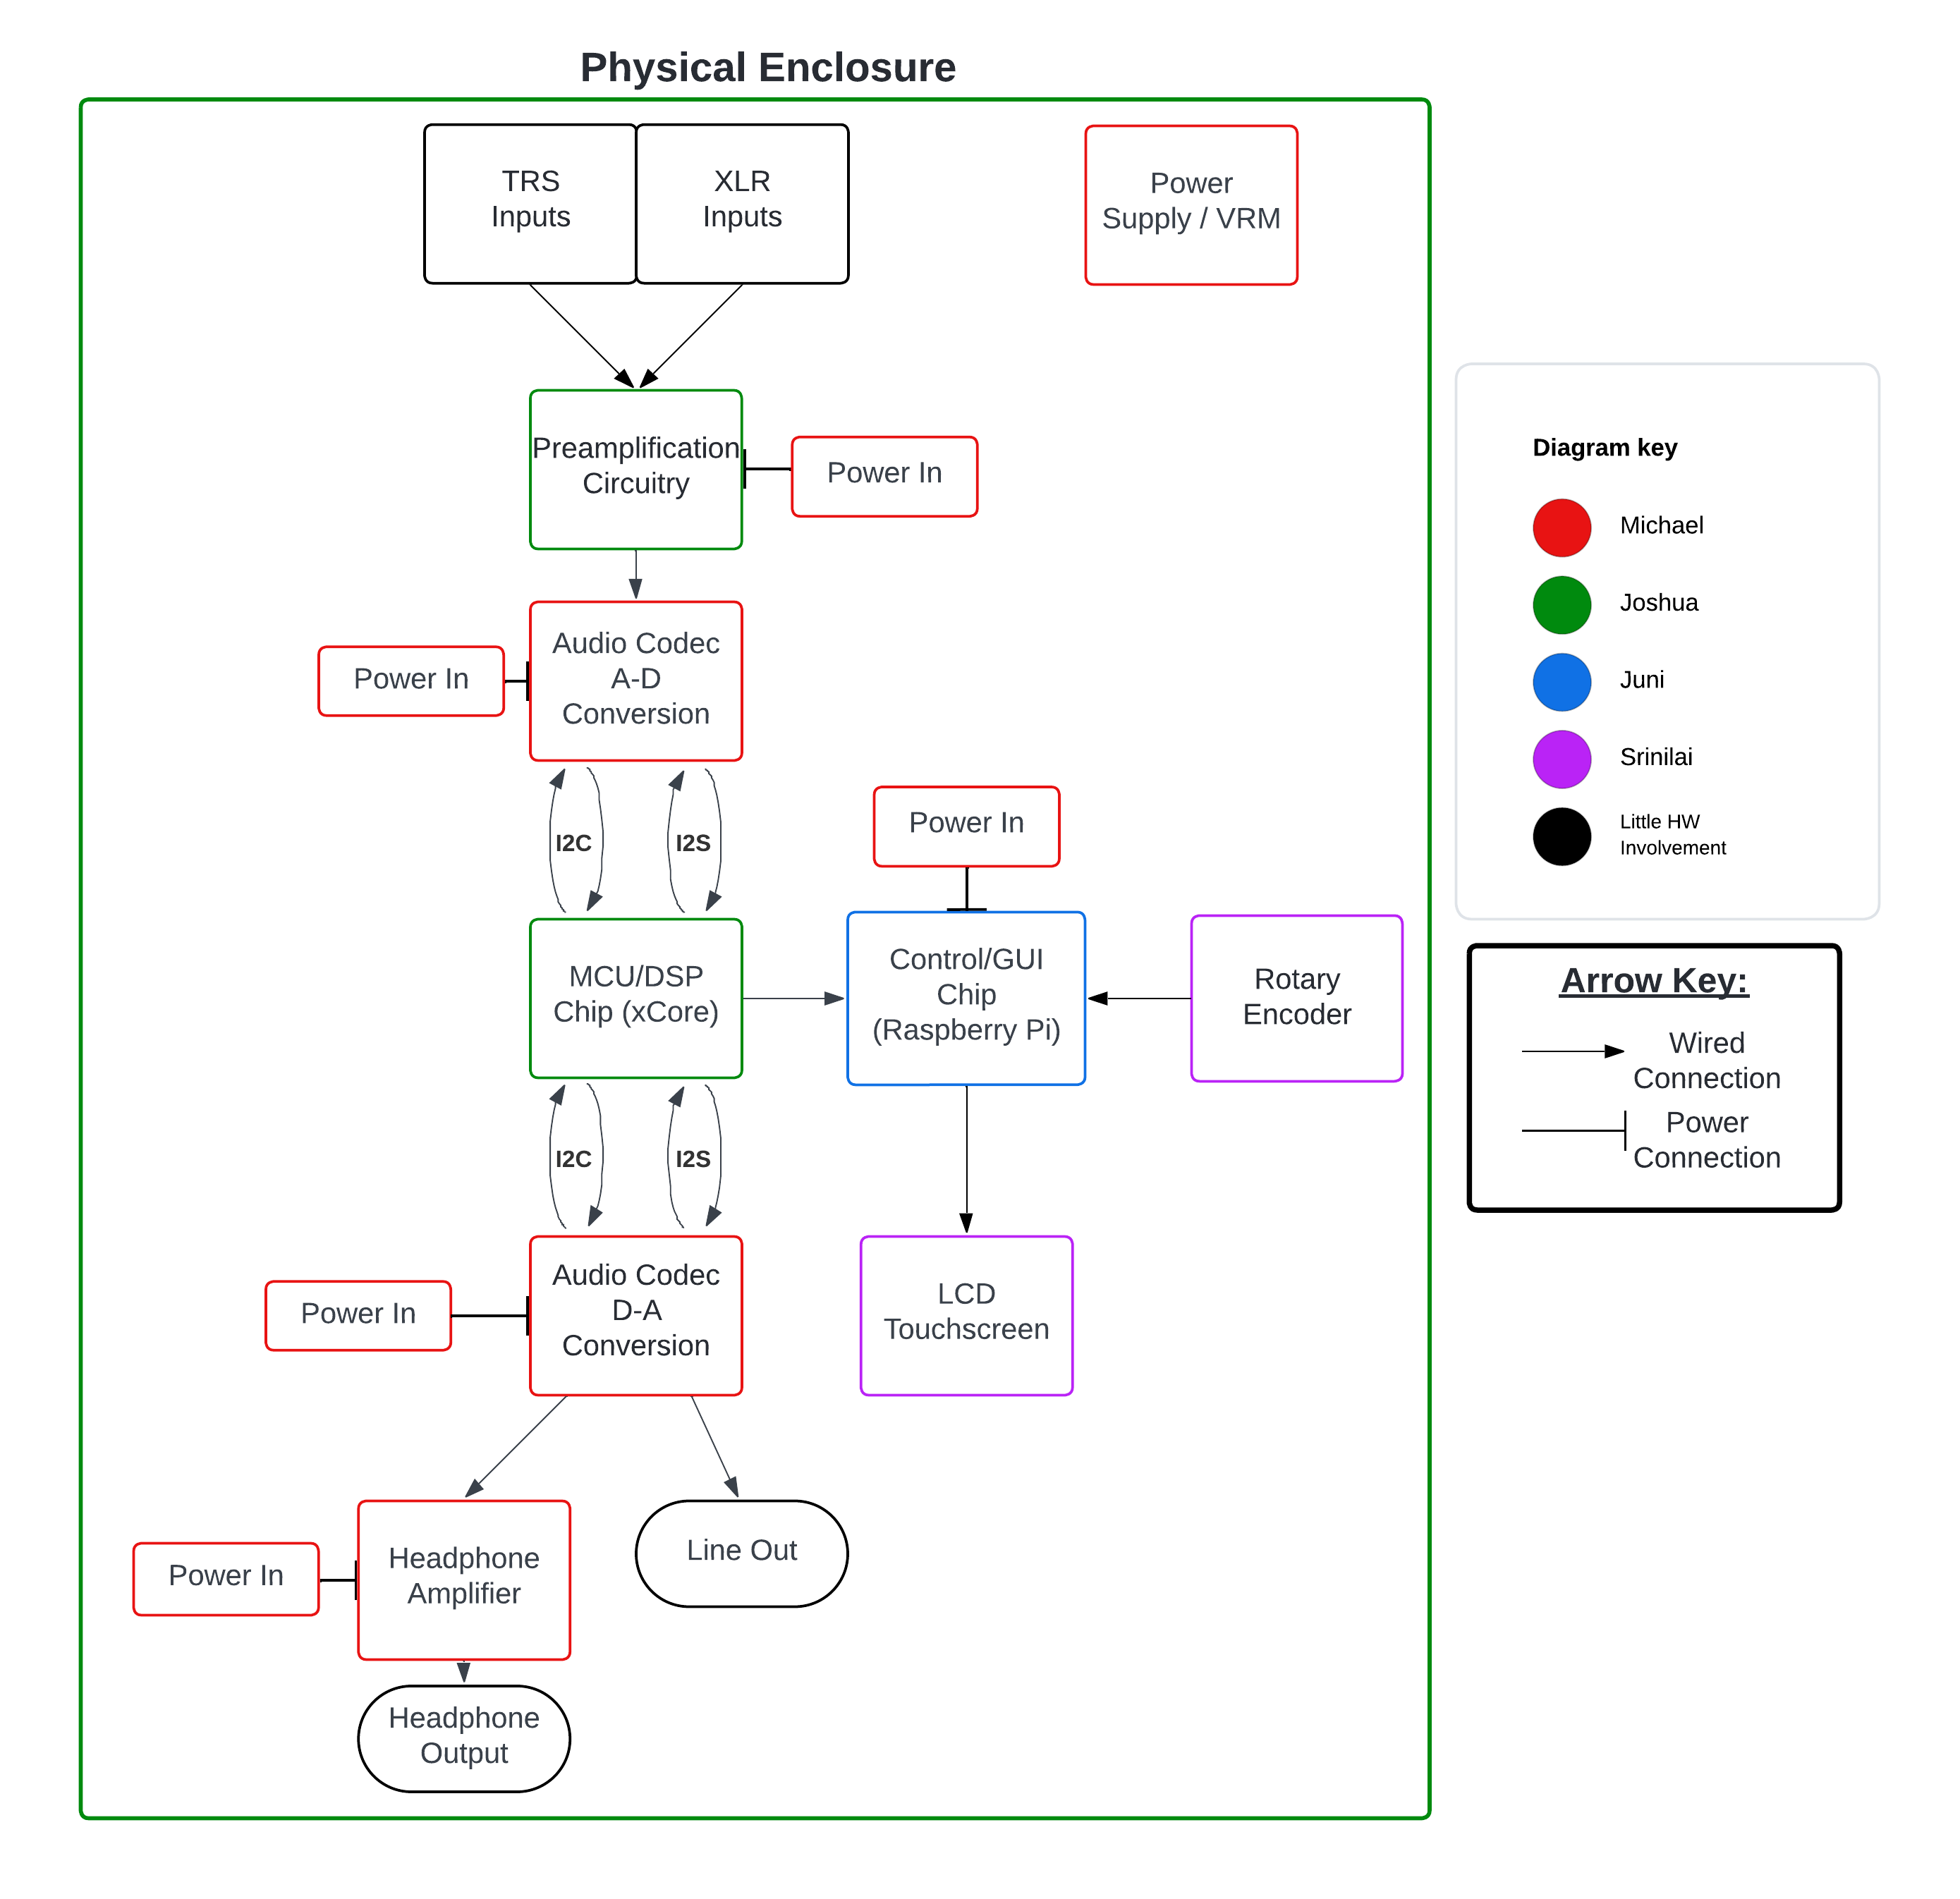 Physical Enclosure
TRS
Inputs
XLR
Inputs
Power
Supply / VRM
Preamplification
Circuitry
Power In
Audio Codec
A-D
Conversion
Power In
I2C
I2S
Power In
MCU/DSP
Chip (xCore)
Control/GUI
Chip
(Raspberry Pi)
Rotary
Encoder
I2C
I2S
Audio Codec
D-A
Conversion
Power In
LCD
Touchscreen
Headphone
Amplifier
Power In
Line Out
Headphone
Output
Diagram key
Michael
Joshua
Juni
Srinilai
Little HW
Involvement
Arrow Key:
Wired
Connection
Power
Connection